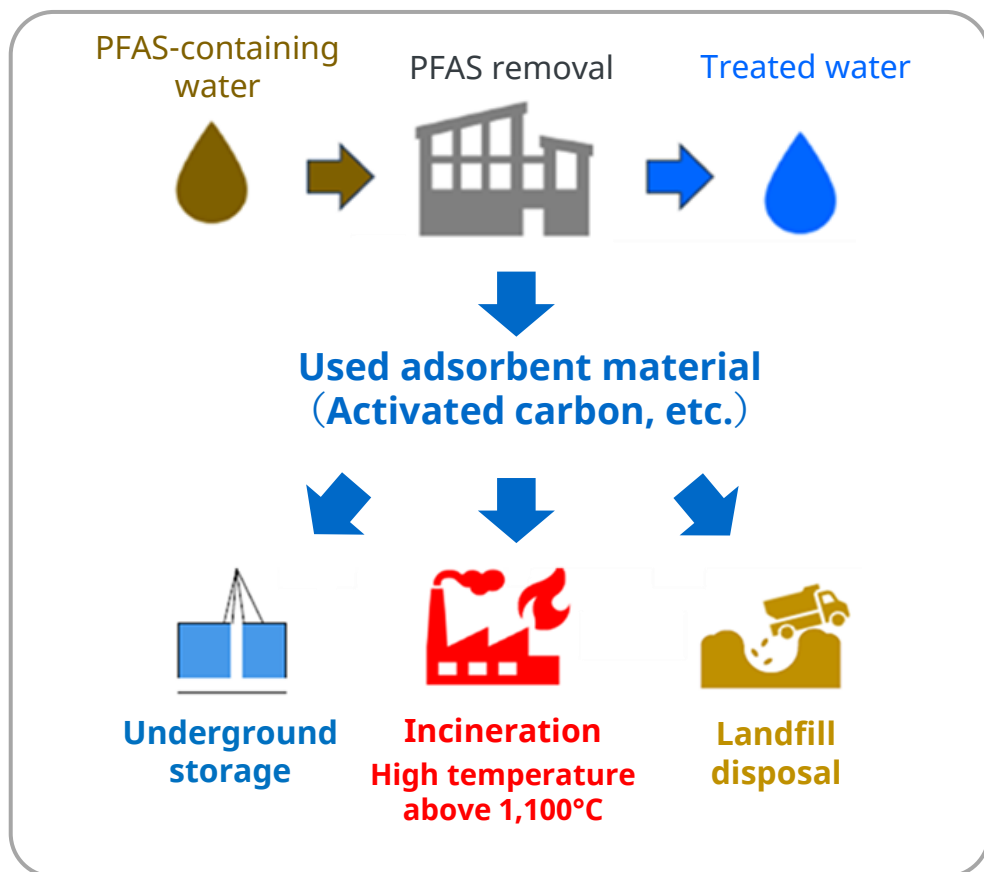 PFAS-containing
water
PFAS removal
Treated water
Used adsorbent material
（Activated carbon, etc.）
Underground
storage
Incineration
High temperature
above 1,100°C
Landfill
disposal